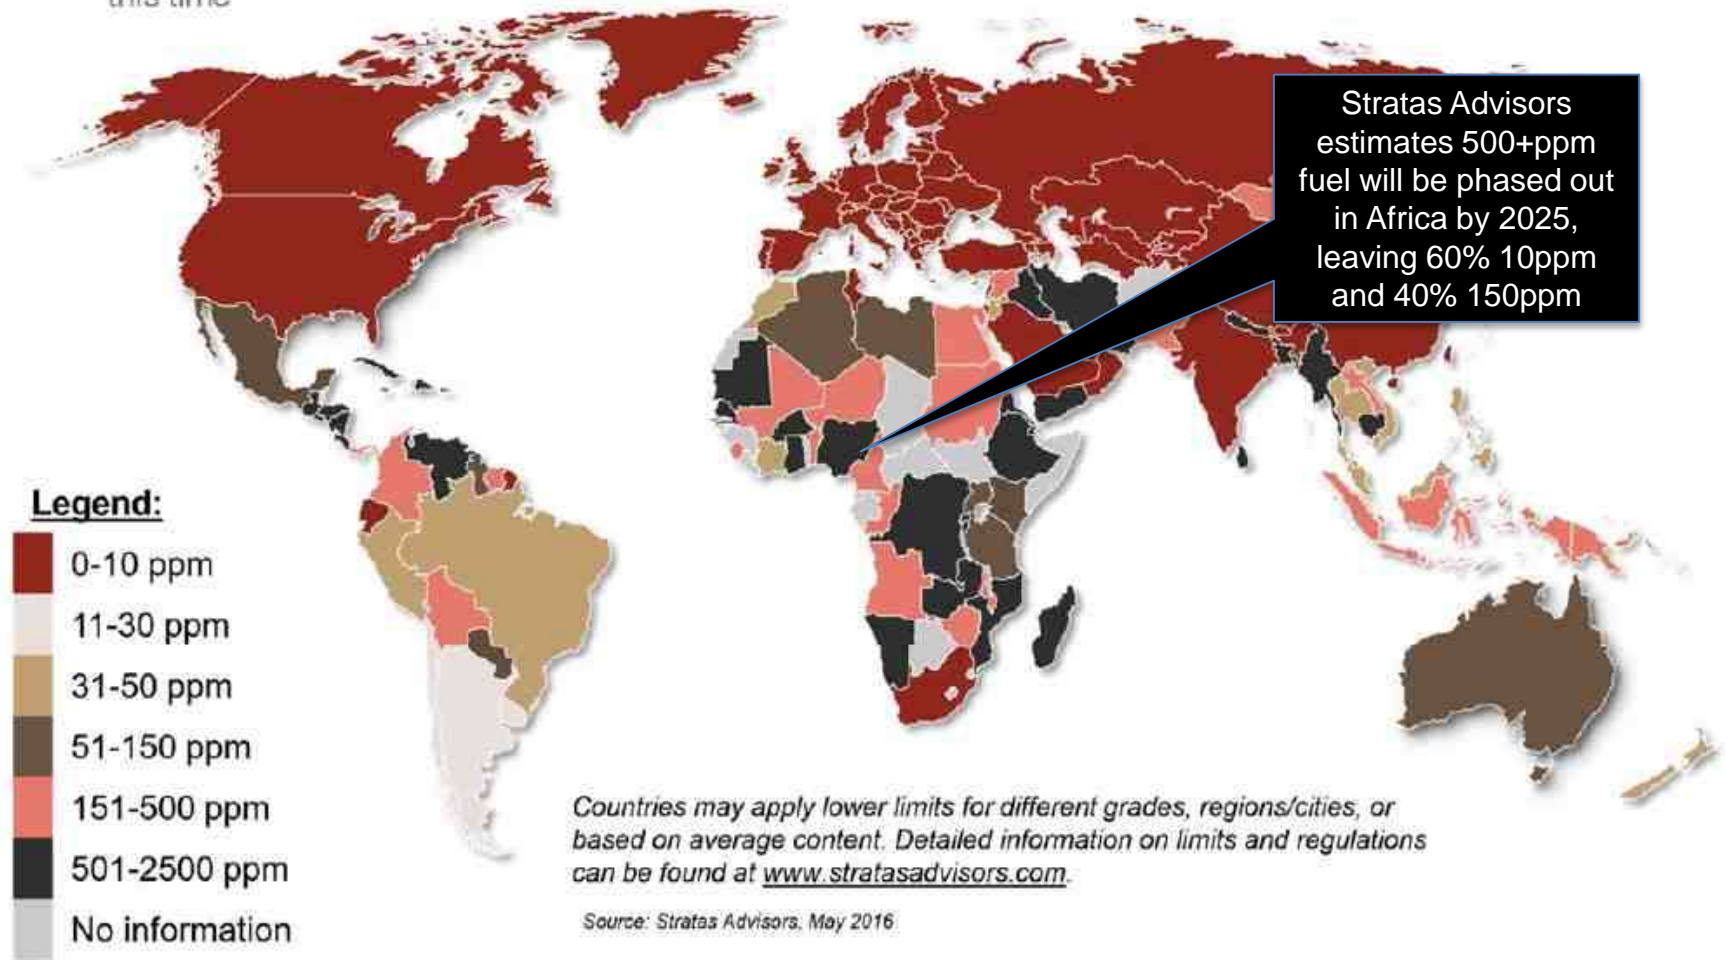 this time
Stratas Advisors
estimates 500+ppm
fuel will be phased out
in Africa by 2025,
leaving 60% 10ppm
and 40% 150ppm
Legend:
0-10 ppm
11-30 ppm
31-50 ppm
51-150 ppm
151-500 ppm
501-2500 ppm
No information
Countries may apply lower limits for different grades, regions/cities, or
based on average content. Detailed information on limits and regulations
can be found at www.stratasadvisors.com.
Source: Stratas Advisors, May 2016